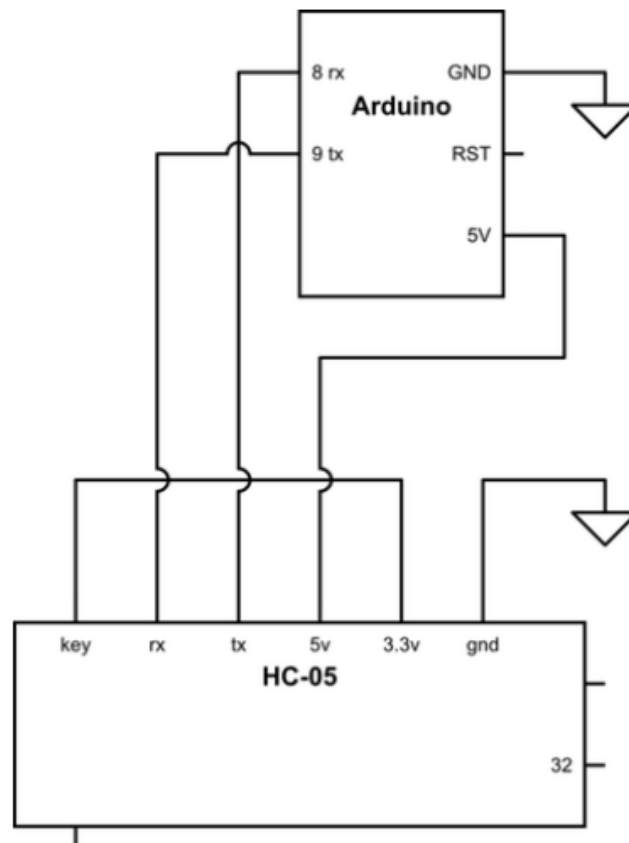 8 rx GND
Arduino
9 tx RST
5V
key rx tx 5v 3.3v gnd
HC-05
32